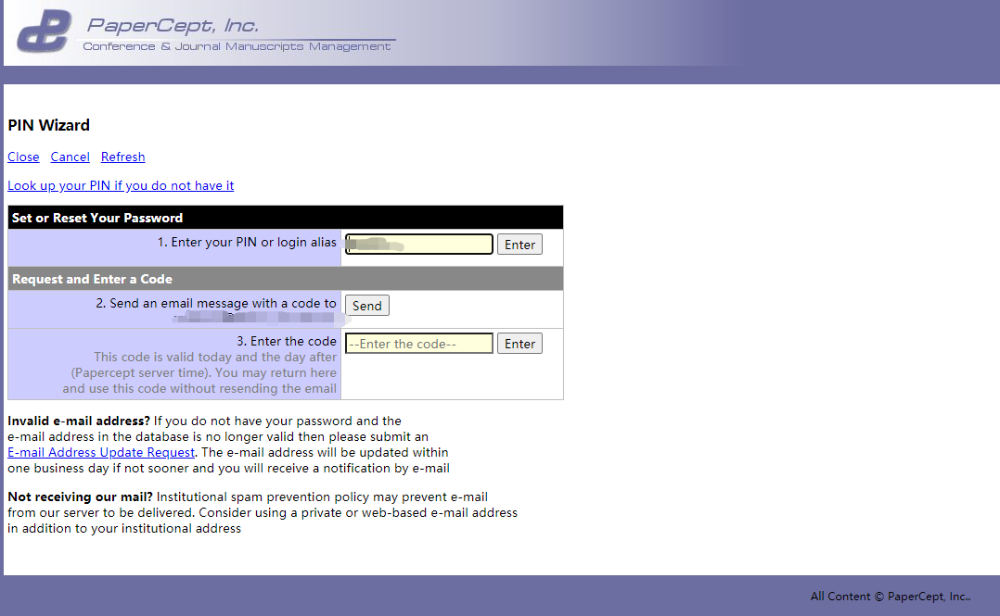 PaperCept, Inc.
Conference & Journal Manuscripts Management
PIN Wizard
Close Cancel Refresh
Look up your PIN if you do not have it
Set or Reset Your Password
1. Enter your PIN or login alias Enter
Request and Enter a Code
2. Send an email message with a code to Send
3. Enter the code --Enter the code-- Enter
This code is valid today and the day after
(Papercept server time). You may return here
and use this code without resending the email
Invalid e-mail address? If you do not have your password and the
e-mail address in the database is no longer valid then please submit an
E-mail Address Update Request. The e-mail address will be updated within
one business day if not sooner and you will receive a notification by e-mail
Not receiving our mail? Institutional spam prevention policy may prevent e-mail
from our server to be delivered. Consider using a private or web-based e-mail address
in addition to your institutional address
All Content © PaperCept, Inc..